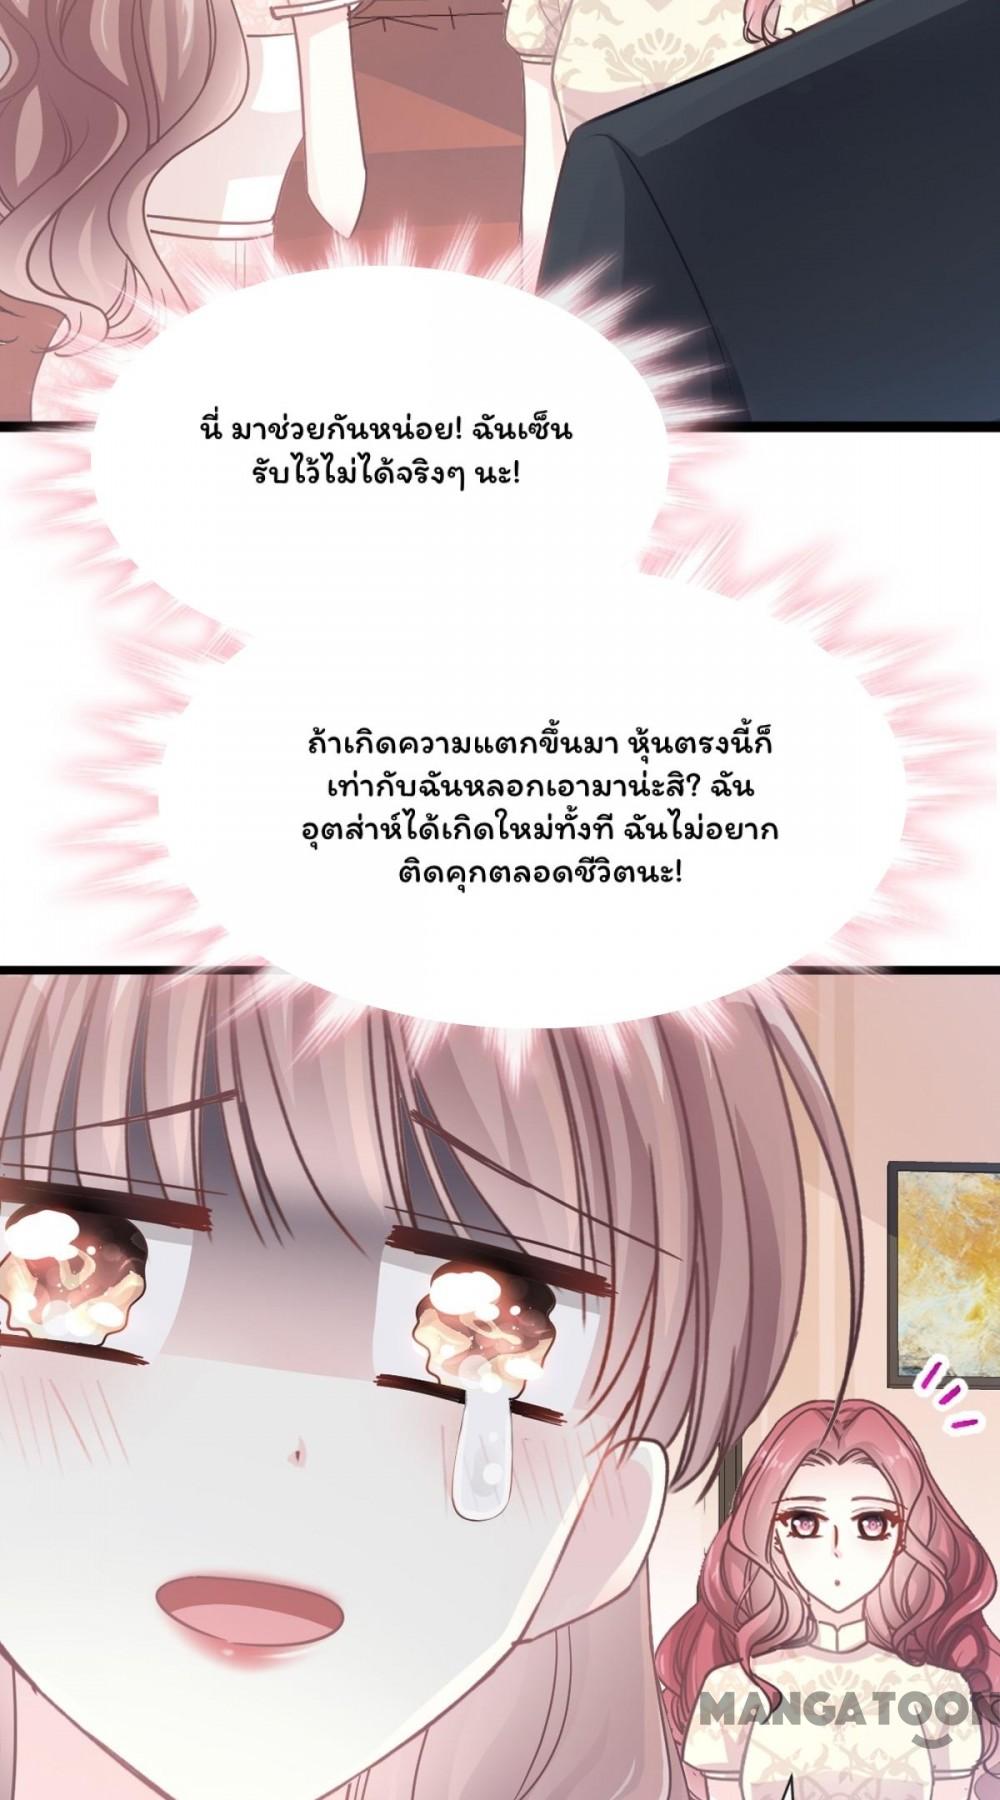 นี่ มาช่วยกันหน่อย! ฉันเซ็น
รับไว้ไม่ได้จริงๆ นะ!
ถ้าเกิดความแตกขึ้นมา หุ้นตรงนี้ก็
เท่ากับฉันหลอกเอามาน่ะสิ? ฉัน
อุตส่าห์ได้เกิดใหม่ทั้งที ฉันไม่อยาก
ติดคุกตลอดชีวิตนะ!
MANGATOON